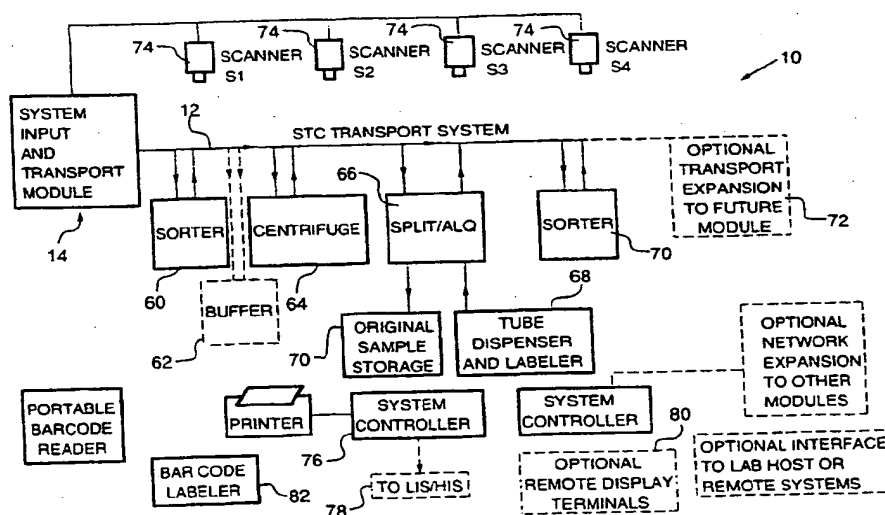 74
SCANNER
S1
74
SCANNER
S2
74
SCANNER
S3
74
SCANNER
S4
10
SYSTEM
INPUT
AND
TRANSPORT
MODULE
14
12
STC TRANSPORT SYSTEM
OPTIONAL
TRANSPORT
EXPANSION
TO FUTURE
MODULE
72
SORTER
60
BUFFER
62
CENTRIFUGE
64
66
SPLIT/ALQ
SORTER
70
68
ORIGINAL
SAMPLE
STORAGE
70
TUBE
DISPENSER
AND LABELER
OPTIONAL
NETWORK
EXPANSION
TO OTHER
MODULES
PORTABLE
BARCODE
READER
PRINTER
SYSTEM
CONTROLLER
76
SYSTEM
CONTROLLER
80
BAR CODE
LABELER
82
TO LIS/HIS
78
OPTIONAL
REMOTE DISPLAY
TERMINALS
OPTIONAL INTERFACE
TO LAB HOST OR
REMOTE SYSTEMS